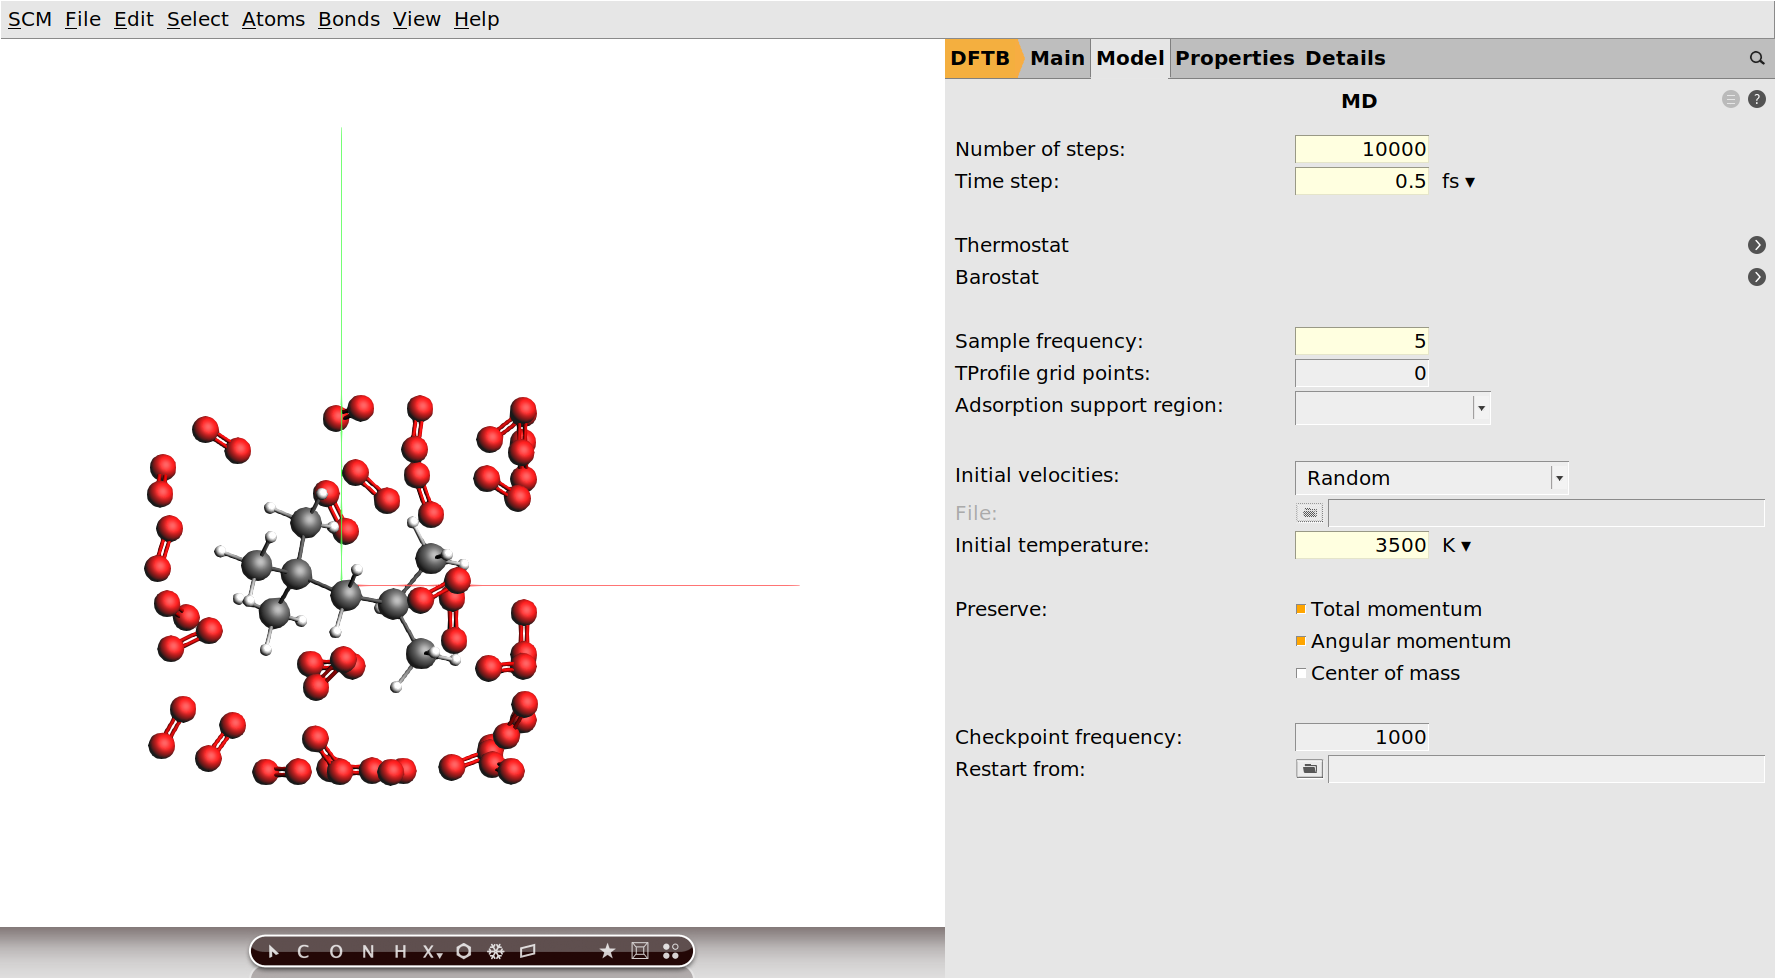 SCM File Edit Select Atoms Bonds View Help
DFTB Main Model Properties Details
MD
?
Number of steps: 10000
Time step: 0.5 fs ▾
Thermostat
Barostat
Sample frequency: 5
TProfile grid points: 0
Adsorption support region:
Initial velocities: Random
File:
Initial temperature: 3500 K ▾
Preserve: Total momentum
Angular momentum
Center of mass
Checkpoint frequency: 1000
Restart from:
C O N H X